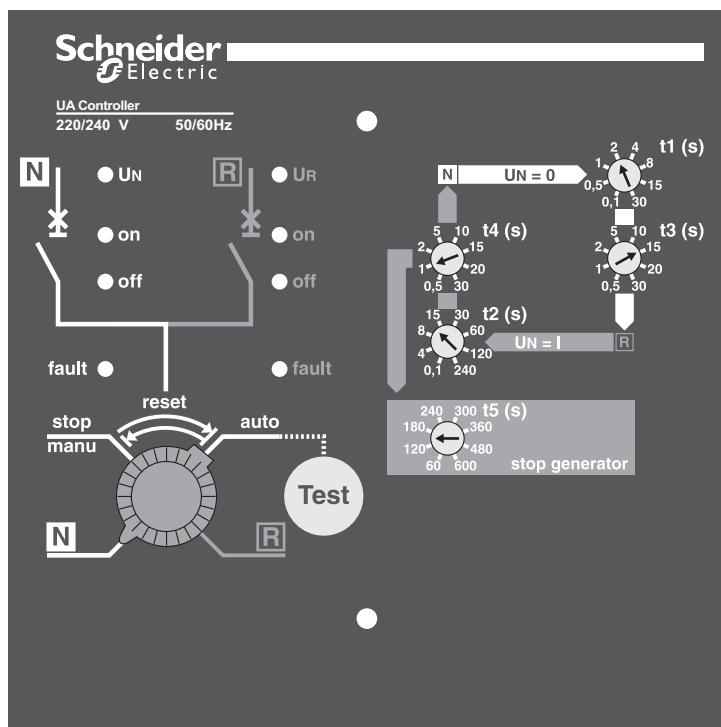 Schneider
Electric
UA Controller
220/240 V 50/60Hz
N UN R UR
on on
off off
fault fault
reset
stop auto
manu
Test
N R
N UN = 0
t1 (s)
2 4
1 8
0,5 15
0,1 30
t4 (s)
5 10
2 15
1 20
0,5 30
t3 (s)
5 10
2 15
1 20
0,5 30
t2 (s)
15 30
8 60
4 120
0,1 240
UN = I R
t5 (s)
240 300
180 360
120 480
60 600
stop generator